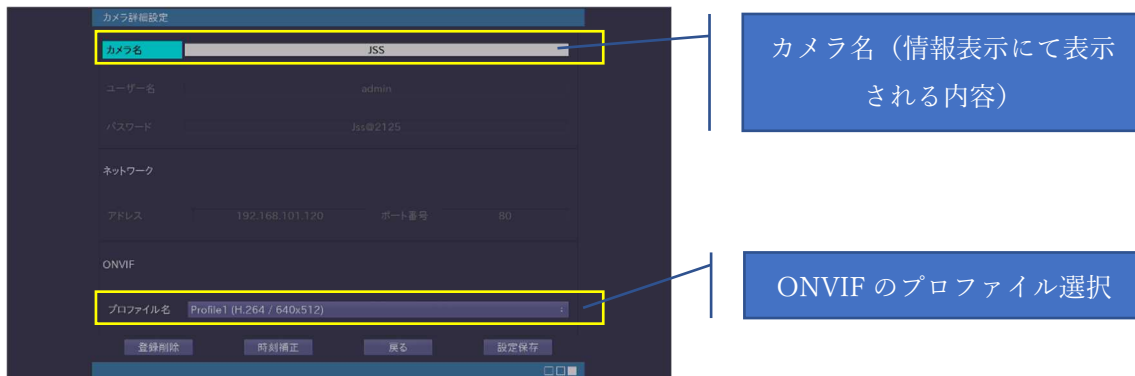 カメラ詳細設定
カメラ名 JSS
カメラ名（情報表示にて表示
される内容）
ユーザー名 admin
パスワード Jss@2125
ネットワーク
アドレス 192.168.101.120 ポート番号 80
ONVIF
ONVIF のプロファイル選択
プロファイル名 Profile1 (H.264 / 640x512)
登録削除 時刻補正 戻る 設定保存